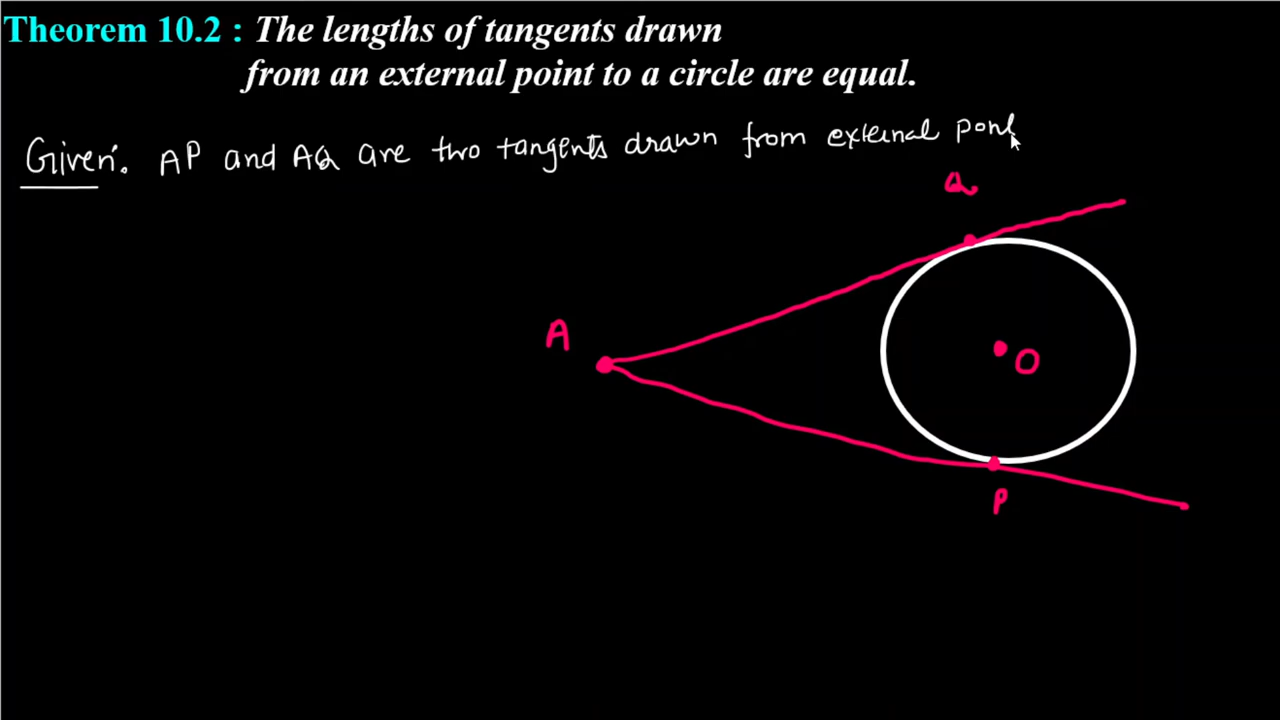 Theorem 10.2 : The lengths of tangents drawn
from an external point to a circle are equal.
Given: AP and AQ are two tangents drawn from external
Q
A
O
P